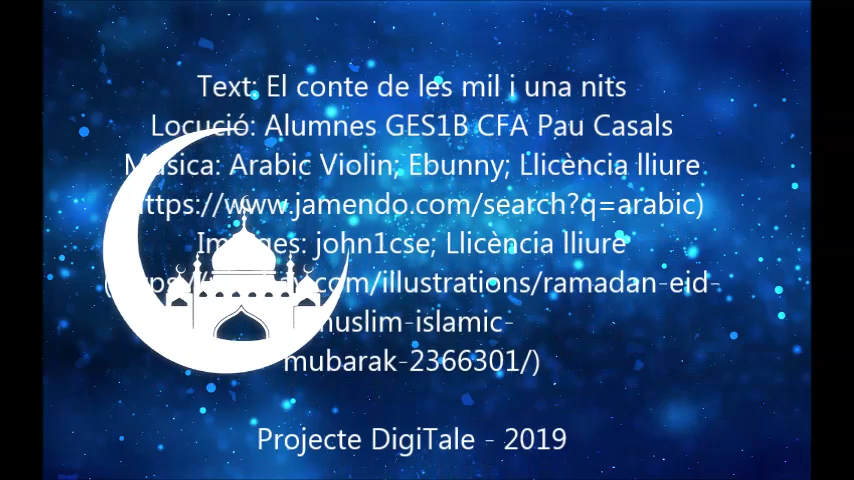 Text: El conte de les mil i una nits
Locució: Alumnes GES1B CFA Pau Casals
Música: Arabic Violin; Ebunny; Llicència lliure
(https://www.jamendo.com/search?q=arabic)
Imatges: john1cse; Llicència lliure
.com/illustrations/ramadan-eid-
muslim-islamic-
mubarak-2366301/)
Projecte DigiTale - 2019